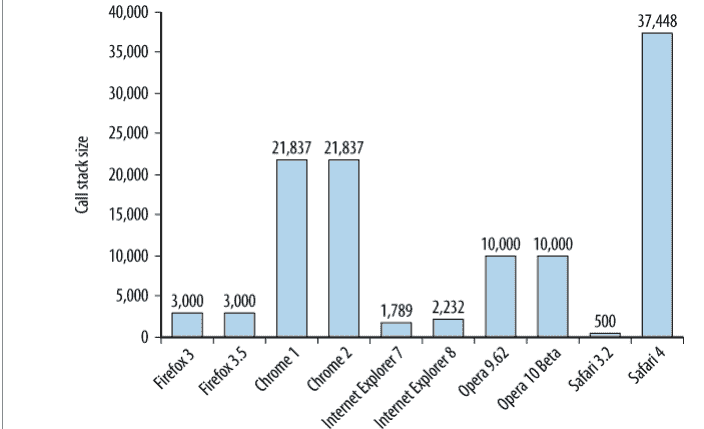 40,000
35,000
30,000
25,000
20,000
15,000
10,000
5,000
0
Call stack size
3,000
3,000
21,837
21,837
1,789
2,232
10,000
10,000
500
37,448
Firefox 3
Firefox 3.5
Chrome 1
Chrome 2
Internet Explorer 7
Internet Explorer 8
Opera 9.62
Opera 10 Beta
Safari 3.2
Safari 4